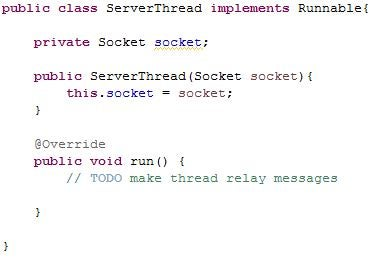 public class ServerThread implements Runnable{
private Socket socket;
public ServerThread(Socket socket){
this.socket = socket;
}
@Override
public void run() {
// TODO make thread relay messages
}
}